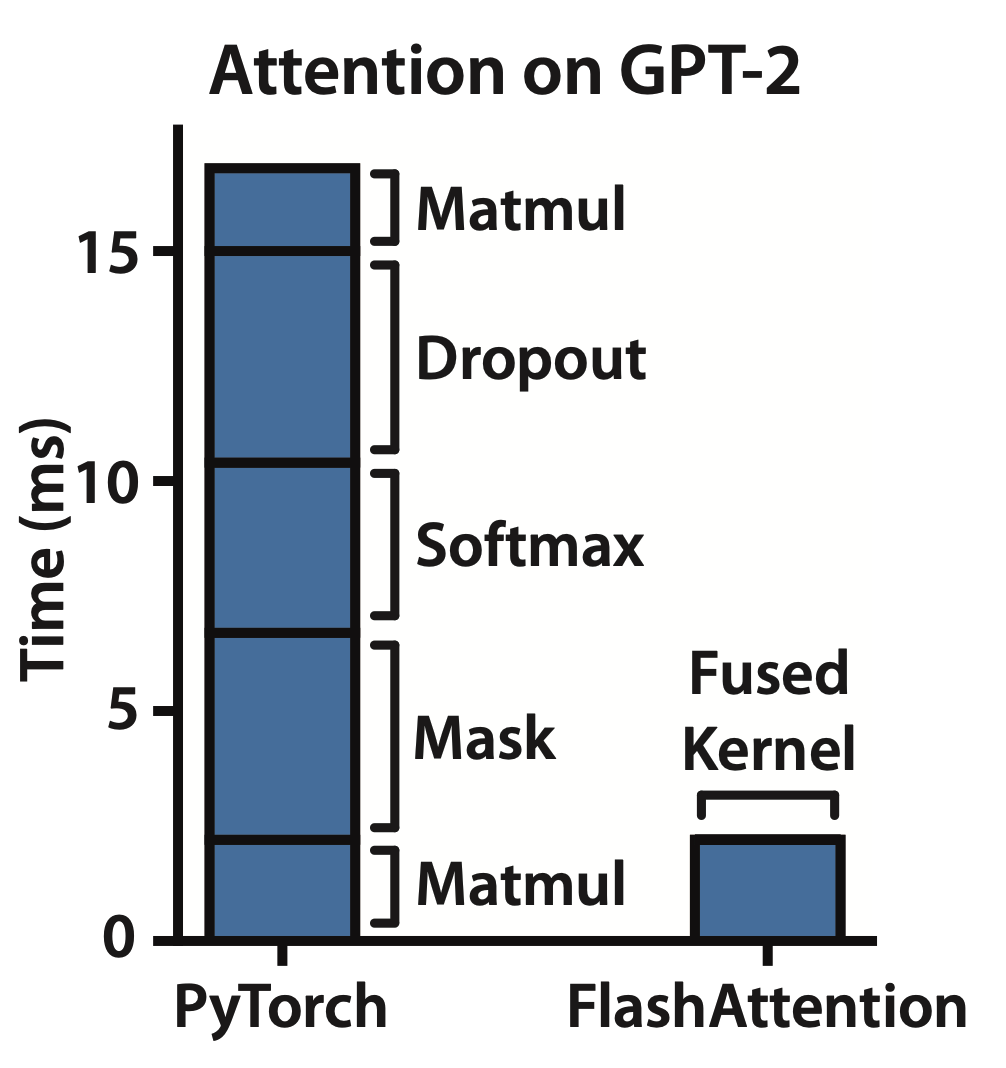 Attention on GPT-2
Time (ms)
15
10
5
0
Matmul
Dropout
Softmax
Mask
Matmul
Fused
Kernel
PyTorch
FlashAttention